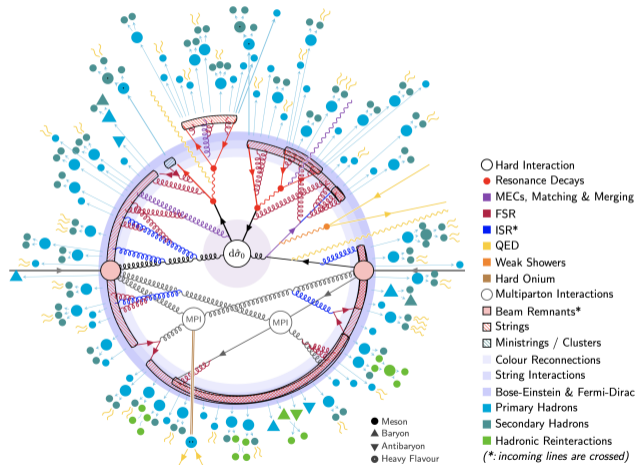 dσ̂₀
MPI
MPI
Meson
Baryon
Antibaryon
Heavy Flavour
Hard Interaction
Resonance Decays
MECs, Matching & Merging
FSR
ISR*
QED
Weak Showers
Hard Onium
Multiparton Interactions
Beam Remnants*
Strings
Ministrings / Clusters
Colour Reconnections
String Interactions
Bose-Einstein & Fermi-Dirac
Primary Hadrons
Secondary Hadrons
Hadronic Reinteractions
(*: incoming lines are crossed)